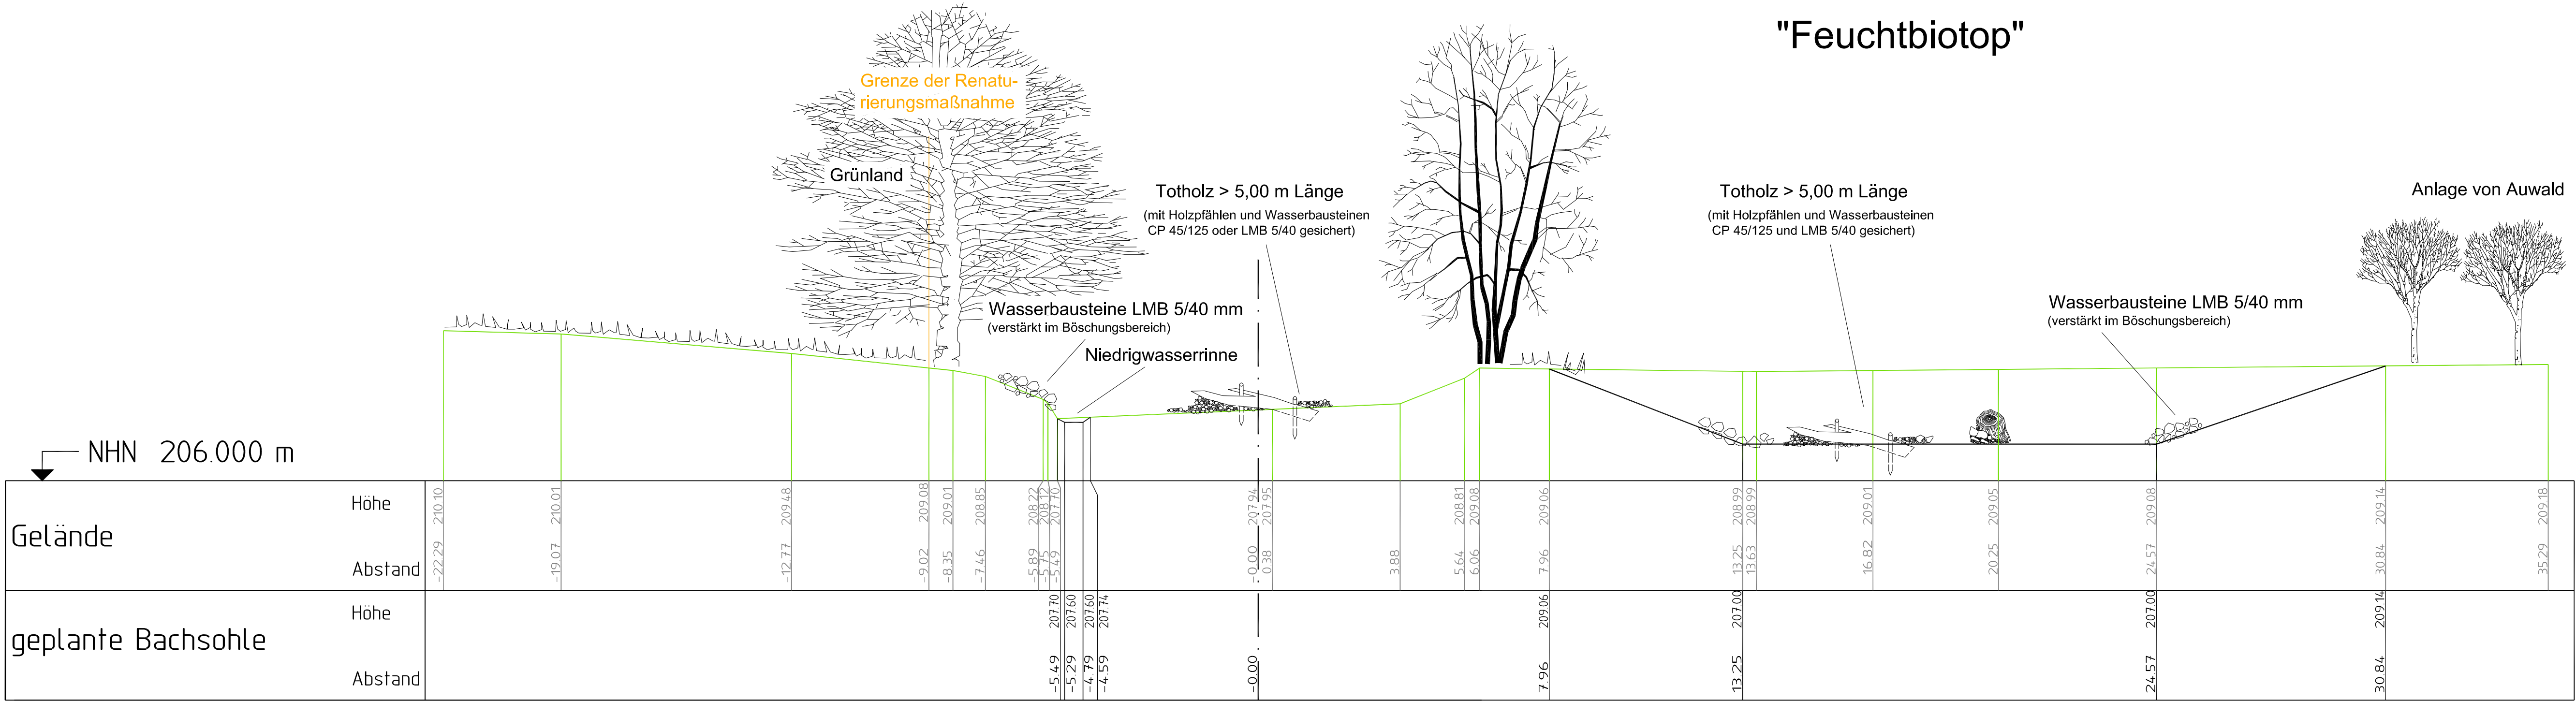 "Feuchtbiotop"
Grenze der Renatu-
rierungsmaßnahme
Grünland
Totholz > 5,00 m Länge
(mit Holzpfählen und Wasserbausteinen
CP 45/125 oder LMB 5/40 gesichert)
Totholz > 5,00 m Länge
(mit Holzpfählen und Wasserbausteinen
CP 45/125 und LMB 5/40 gesichert)
Anlage von Auwald
Wasserbausteine LMB 5/40 mm
(verstärkt im Böschungsbereich)
Niedrigwasserrinne
Wasserbausteine LMB 5/40 mm
(verstärkt im Böschungsbereich)
NHN 206.000 m
Gelände
Höhe
210.10 210.01 209.48 209.08 209.01 208.85 208.22 208.12 207.70 207.94 207.95 208.81 209.08 209.06 208.99 208.99 209.01 209.05 209.08 209.14 209.18
Abstand
-22.29 -19.07 -12.77 -9.02 -8.35 -7.46 -5.89 -5.75 -5.49 -0.00 0.38 3.88 5.64 6.06 7.96 13.25 13.63 16.82 20.25 24.57 30.84 35.29
geplante Bachsohle
Höhe
207.70 207.60 207.60 207.74 209.06 207.00 207.00 209.14
Abstand
-5.49 -5.29 -4.79 -4.59 -0.00 7.96 13.25 24.57 30.84